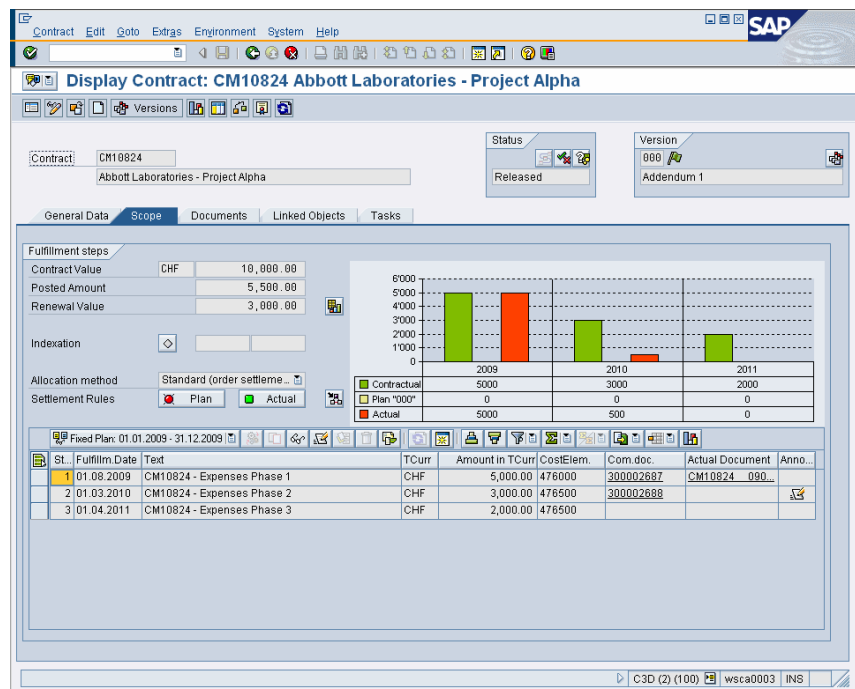 Contract Edit Goto Extras Environment System Help
SAP
Display Contract: CM10824 Abbott Laboratories - Project Alpha
Versions
Status
Version
Contract CM10824
000
Abbott Laboratories - Project Alpha
Released
Addendum 1
General Data Scope Documents Linked Objects Tasks
Fulfillment steps
Contract Value CHF 10,000.00
Posted Amount 5,500.00
Renewal Value 3,000.00
Indexation
Allocation method Standard (order settleme...
Settlement Rules Plan Actual
6'000
5'000
4'000
3'000
2'000
1'000
0
2009 2010 2011
Contractual 5000 3000 2000
Plan "000" 0 0 0
Actual 5000 500 0
Fixed Plan: 01.01.2009 - 31.12.2009
St... Fulfillm.Date Text TCurr Amount in TCurr CostElem. Com.doc. Actual Document Anno...
1 01.08.2009 CM10824 - Expenses Phase 1 CHF 5,000.00 476000 300002687 CM10824 090...
2 01.03.2010 CM10824 - Expenses Phase 2 CHF 3,000.00 476500 300002688
3 01.04.2011 CM10824 - Expenses Phase 3 CHF 2,000.00 476500
C3D (2) (100) wsca0003 INS